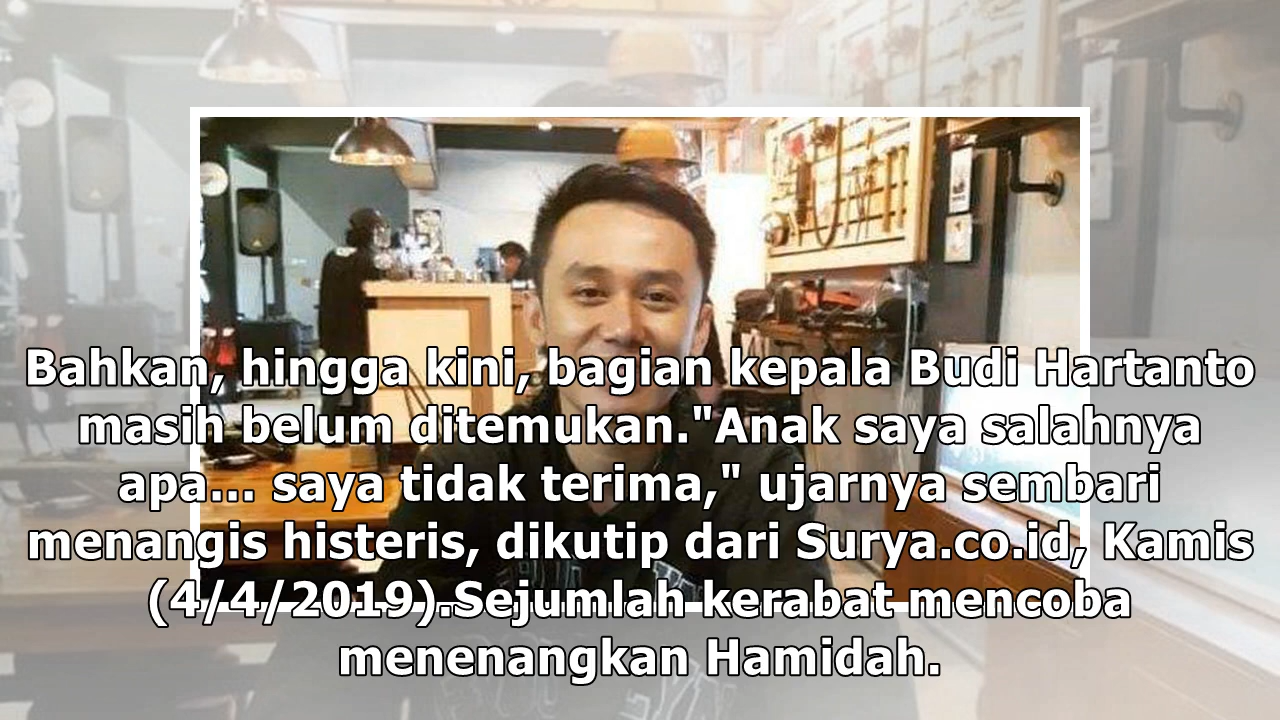 Bahkan, hingga kini, bagian kepala Budi Hartanto
masih belum ditemukan."Anak saya salahnya
apa... saya tidak terima," ujarnya sembari
menangis histeris, dikutip dari Surya.co.id, Kamis
(4/4/2019).Sejumlah kerabat mencoba
menenangkan Hamidah.